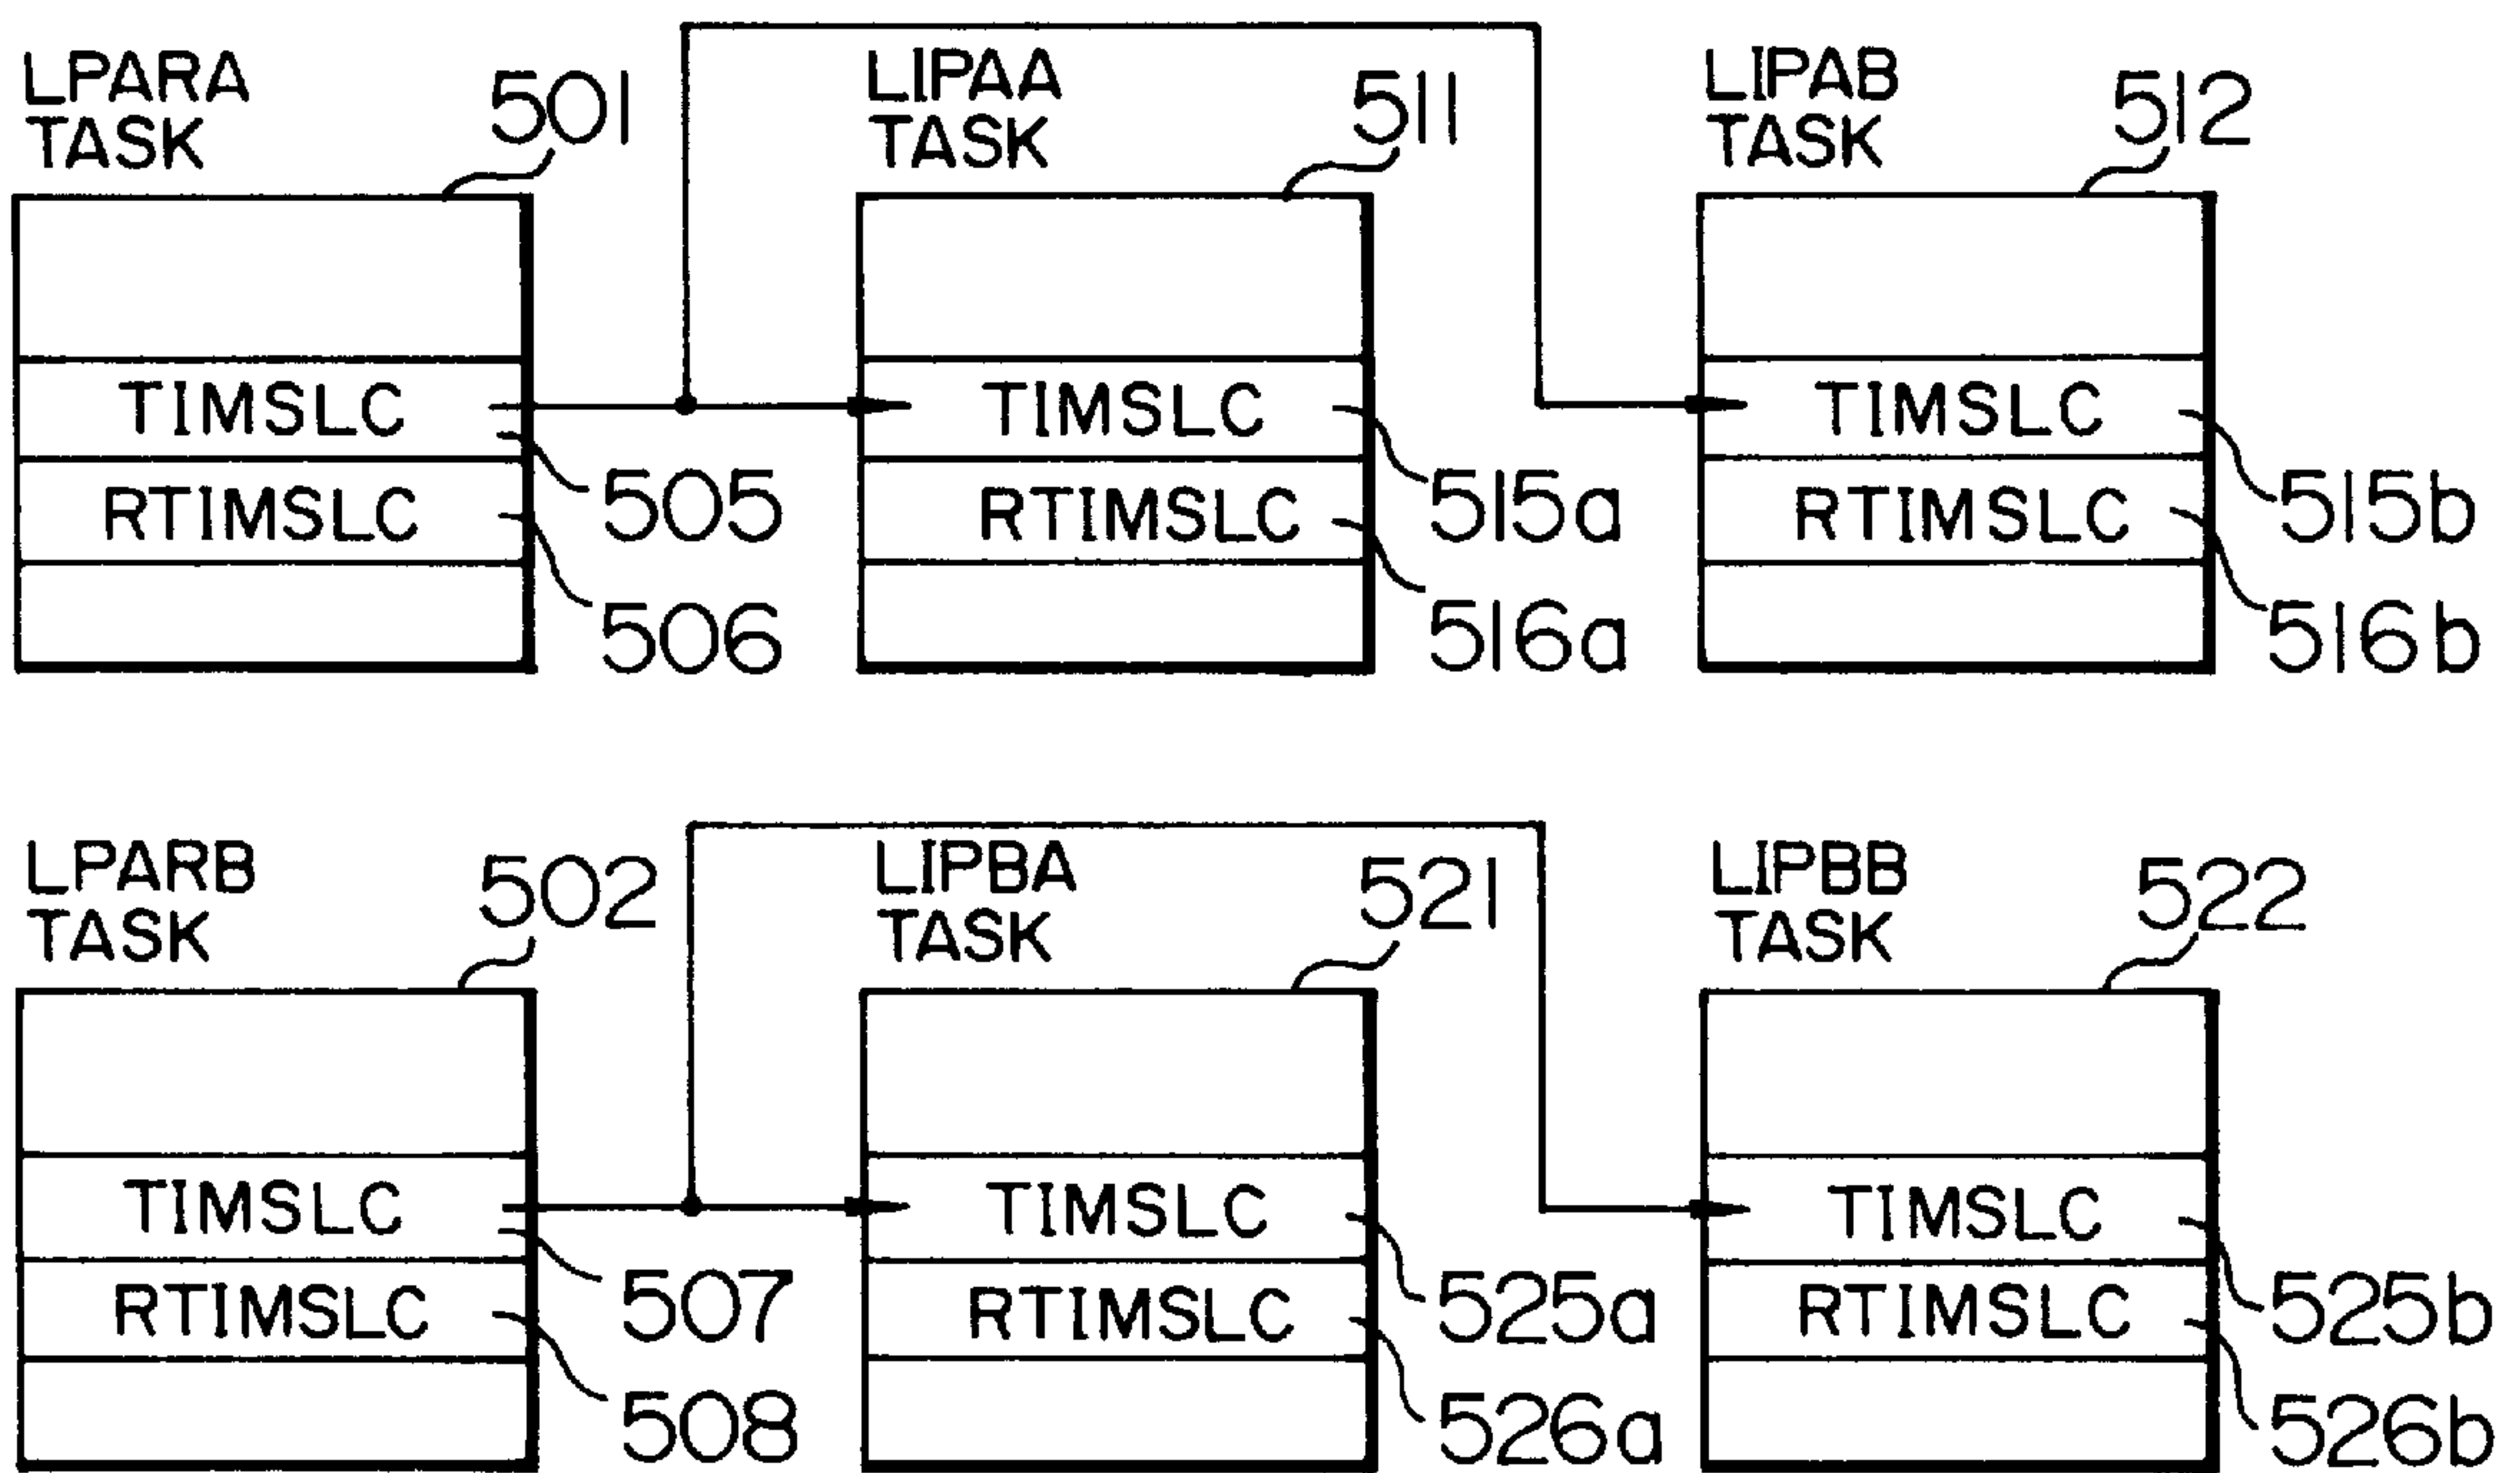 LPARA
TASK
501
LIPAA
TASK
511
LIPAB
TASK
512
TIMSLC
RTIMSLC
505
506
TIMSLC
RTIMSLC
515a
516a
TIMSLC
RTIMSLC
515b
516b
LPARB
TASK
502
LIPBA
TASK
521
LIPBB
TASK
522
TIMSLC
RTIMSLC
507
508
TIMSLC
RTIMSLC
525a
526a
TIMSLC
RTIMSLC
525b
526b